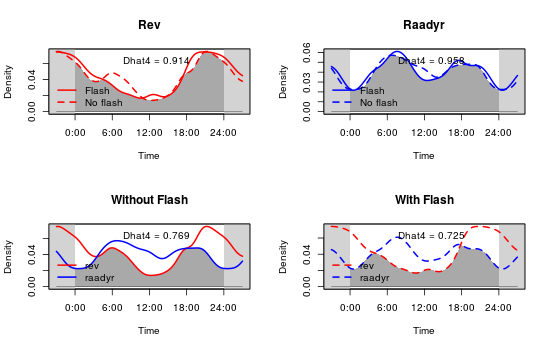 Rev
Dhat4 = 0.914
Flash
No flash
Density
0.00
0.04
0:00 6:00 12:00 18:00 24:00
Time
Raadyr
Dhat4 = 0.958
Flash
No flash
Density
0.00
0.03
0.06
0:00 6:00 12:00 18:00 24:00
Time
Without Flash
Dhat4 = 0.769
rev
raadyr
Density
0.00
0.04
0:00 6:00 12:00 18:00 24:00
Time
With Flash
Dhat4 = 0.725
rev
raadyr
Density
0.00
0.04
0:00 6:00 12:00 18:00 24:00
Time